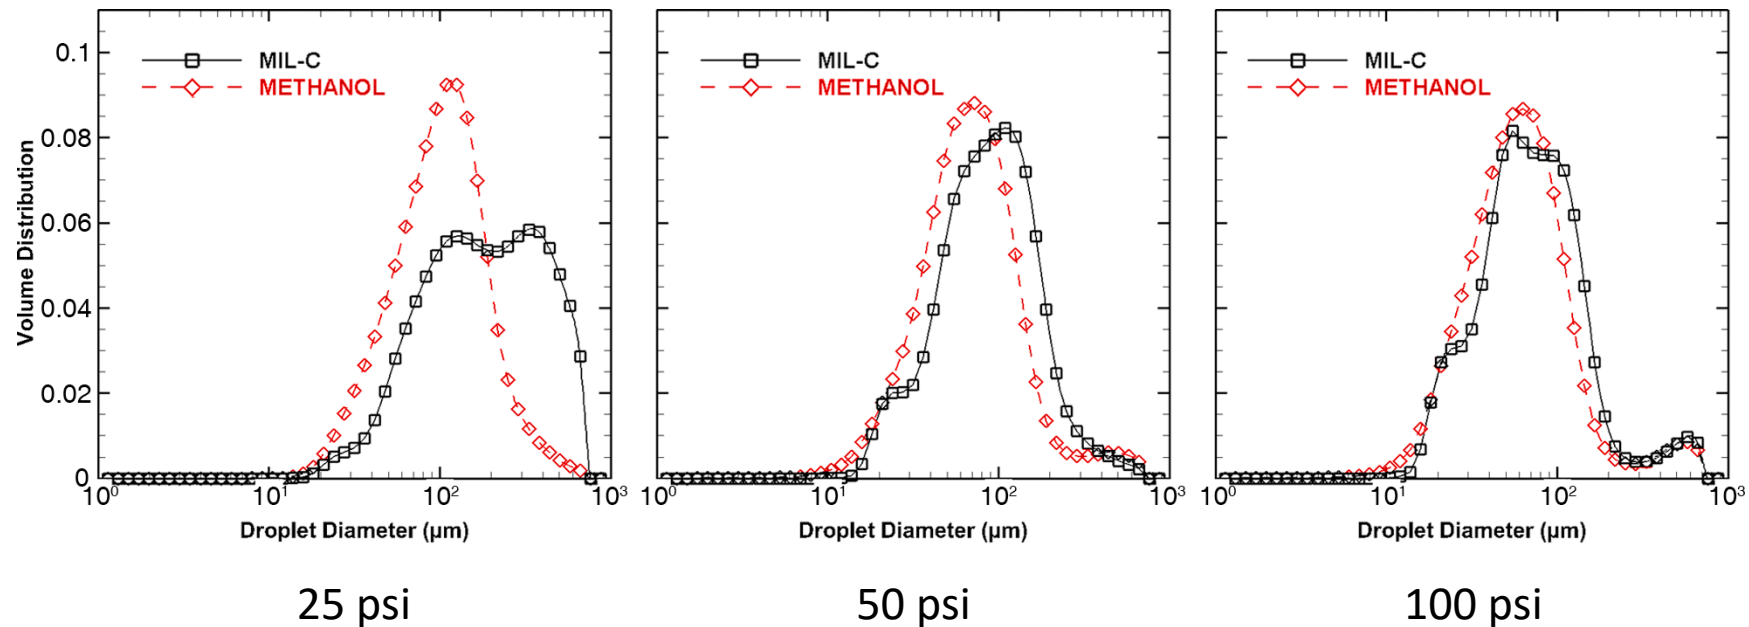 0.1
0.08
0.06
0.04
0.02
0
Volume Distribution
MIL-C
METHANOL
10⁰
10¹
10²
10³
Droplet Diameter (µm)
25 psi
MIL-C
METHANOL
10⁰
10¹
10²
10³
Droplet Diameter (µm)
50 psi
MIL-C
METHANOL
10⁰
10¹
10²
10³
Droplet Diameter (µm)
100 psi